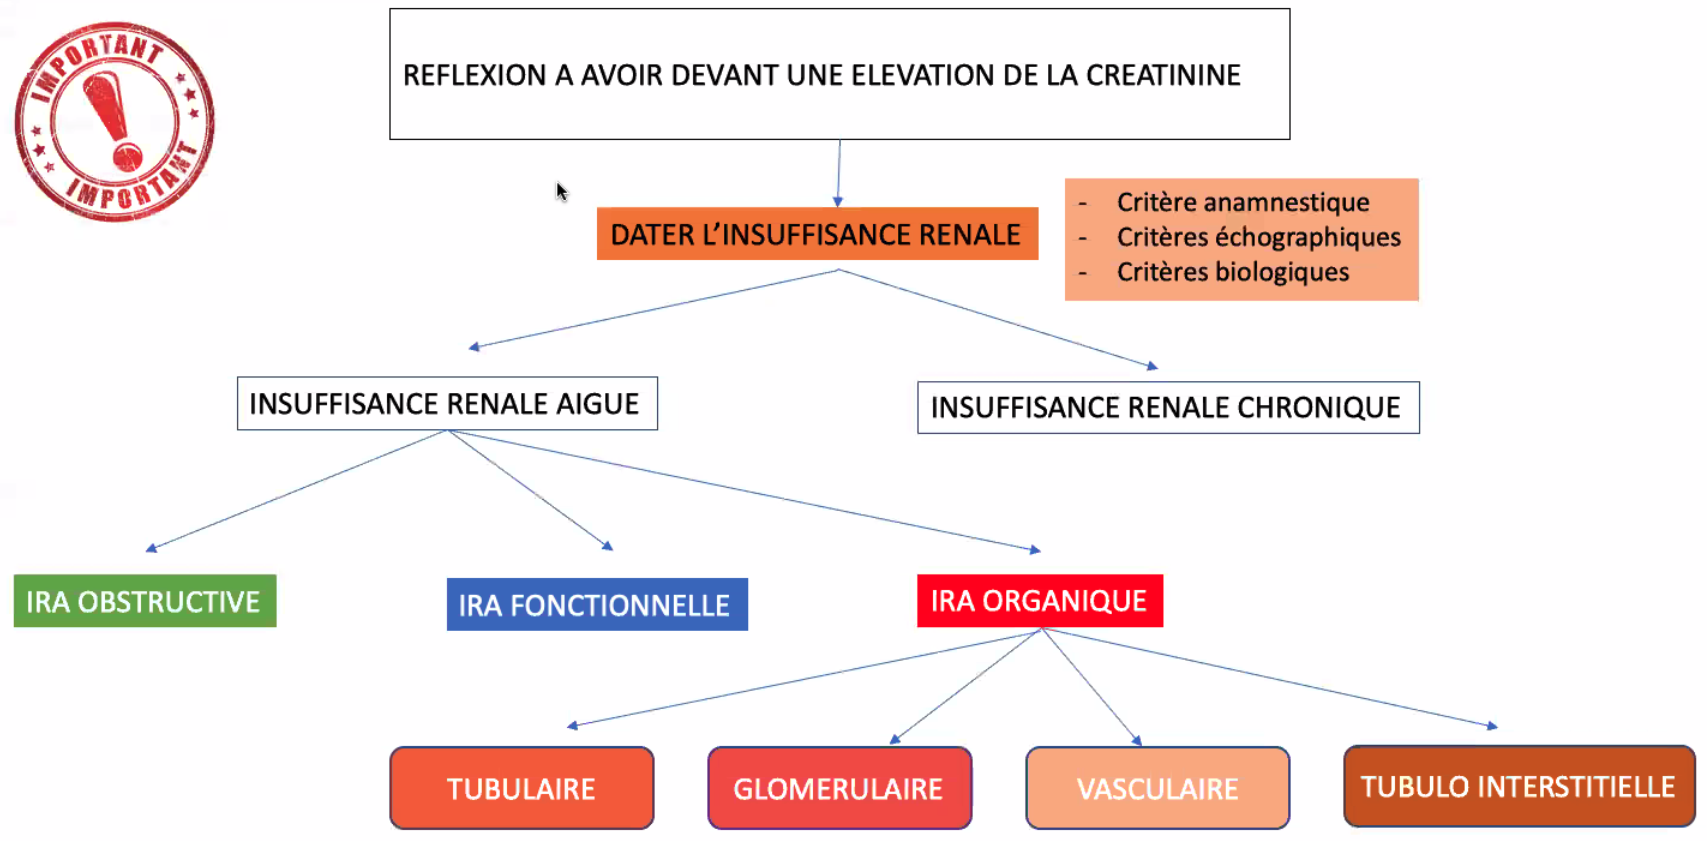 IMPORTANT
IMPORTANT
REFLEXION A AVOIR DEVANT UNE ELEVATION DE LA CREATININE
DATER L’INSUFFISANCE RENALE
- Critère anamnestique
- Critères échographiques
- Critères biologiques
INSUFFISANCE RENALE AIGUE
INSUFFISANCE RENALE CHRONIQUE
IRA OBSTRUCTIVE
IRA FONCTIONNELLE
IRA ORGANIQUE
TUBULAIRE
GLOMERULAIRE
VASCULAIRE
TUBULO INTERSTITIELLE